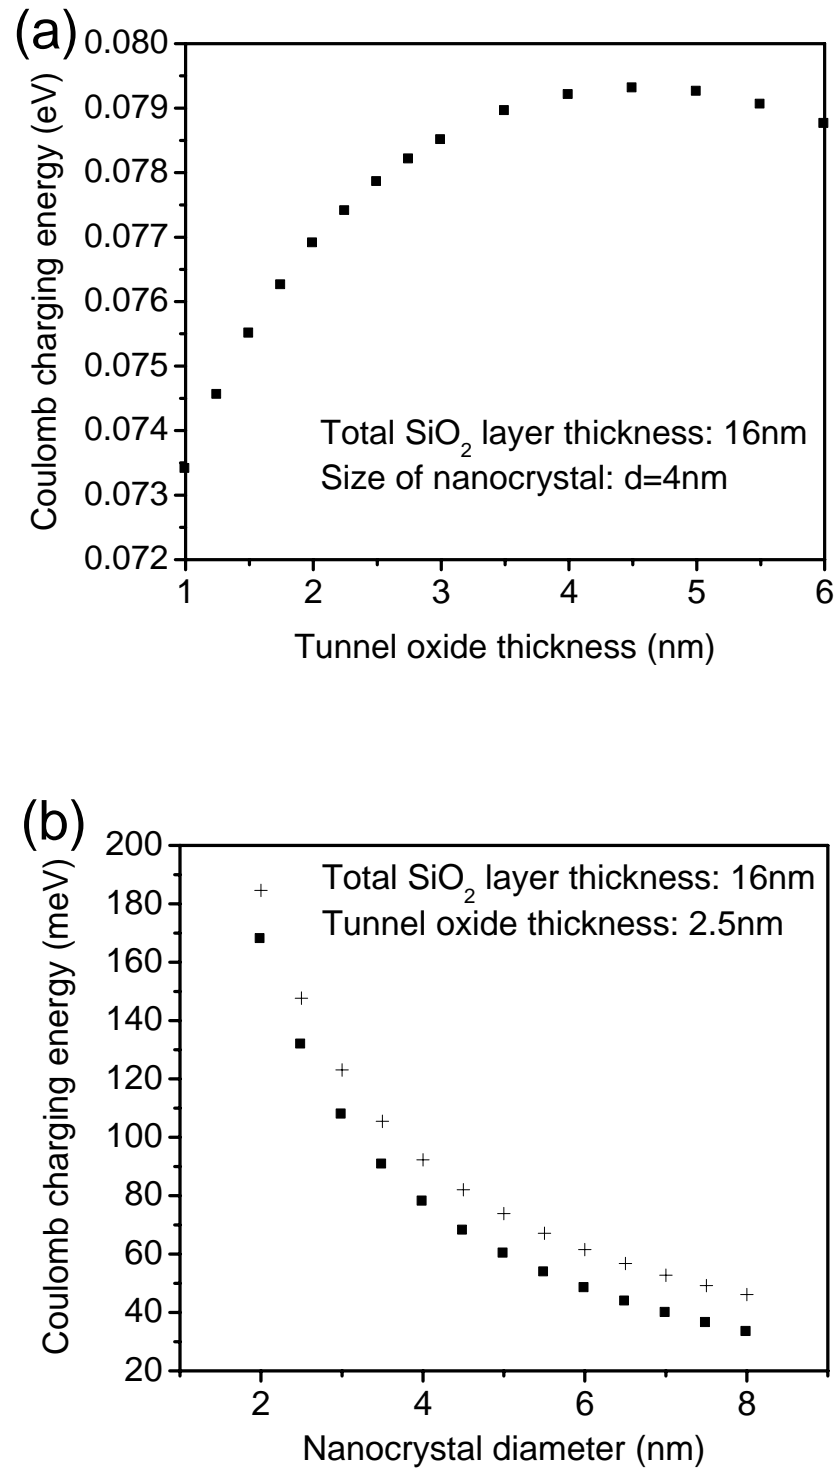 (a)
0.080
0.079
0.078
0.077
0.076
0.075
0.074
0.073
0.072
Coulomb charging energy (eV)
Total SiO₂ layer thickness: 16nm
Size of nanocrystal: d=4nm
1 2 3 4 5 6
Tunnel oxide thickness (nm)
(b)
200
180
160
140
120
100
80
60
40
20
Coulomb charging energy (meV)
Total SiO₂ layer thickness: 16nm
Tunnel oxide thickness: 2.5nm
2 4 6 8
Nanocrystal diameter (nm)